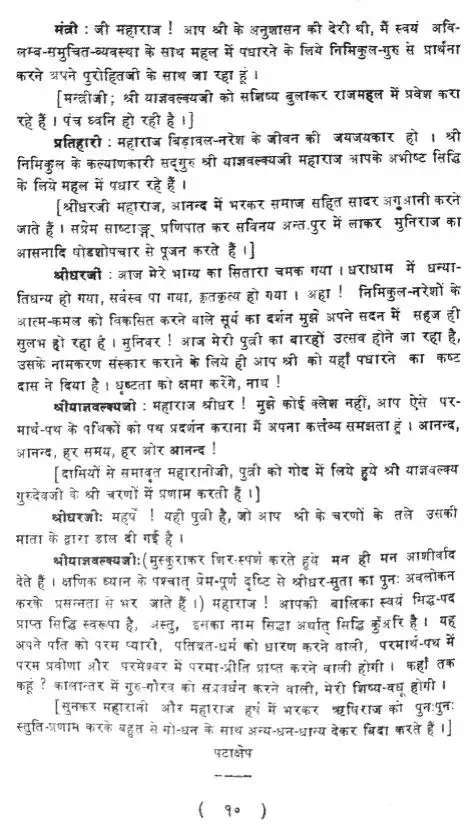 मंत्री : जी महाराज ! आप श्री के अनुशासन की देरी थी, मैं स्वयं अवि-
लम्ब-समुचित-व्यवस्था के साथ महल में पधारने के लिये निमिकुल-गुरु से प्रार्थना
करने अपने पुरोहितजी के साथ जा रहा हूं ।
[मन्त्रीजी; श्री याज्ञवल्क्यजी को सशिष्य बुलाकर राजमहल में प्रवेश करा
रहे हैं । पंच ध्वनि हो रही है ।]
प्रतिहारी : महाराज बिड़ावल-नरेश के जीवन की जयजयकार हो । श्री
निमिकुल के कल्याणकारी सद्गुरु श्री याज्ञवल्क्यजी महाराज आपके अभीष्ट सिद्धि
के लिये महल में पधार रहे हैं ।
[श्रीधरजी महाराज, आनन्द में भरकर समाज सहित सादर अगुआनी करने
जाते हैं । सप्रेम साष्टाङ्ग प्रणिपात कर सविनय अन्तःपुर में लाकर मुनिराज का
आसनादि षोडशोपचार से पूजन करते हैं ।]
श्रीधरजी : आज मेरे भाग्य का सितारा चमक गया । धराधाम में धन्या-
तिधन्य हो गया, सर्वस्व पा गया, कृतकृत्य हो गया । अहा ! निमिकुल-नरेशों के
आत्म-कमल को विकसित करने वाले सूर्य का दर्शन मुझे अपने सदन में सहज ही
सुलभ हो रहा है । मुनिवर ! आज मेरी पुत्री का बारहों उत्सव होने जा रहा है,
उसके नामकरण संस्कार कराने के लिये ही आप श्री को यहाँ पधारने का कष्ट
दास ने दिया है । धृष्टता को क्षमा करेंगे, नाथ !
श्रीयाज्ञवल्क्यजी : महाराज श्रीधर ! मुझे कोई क्लेश नहीं, आप ऐसे पर-
मार्थ-पथ के पथिकों को पथ प्रदर्शन कराना मैं अपना कर्त्तव्य समझता हूं । आनन्द,
आनन्द, हर समय, हर ओर आनन्द !
[दासियों से समावृत महारानीजी, पुत्री को गोद में लिये हुये श्री याज्ञवल्क्य
गुरुदेवजी के श्री चरणों में प्रणाम करती हैं ।]
श्रीधरजी: महर्षे ! यही पुत्री है, जो आप श्री के चरणों के तले उसकी
माता के द्वारा डाल दी गई है ।
श्रीयाज्ञवल्क्यजी:(मुस्कुराकर शिर-स्पर्श करते हुये मन ही मन आशीर्वाद
देते हैं । क्षणिक ध्यान के पश्चात् प्रेम-पूर्ण दृष्टि से श्रीधर-सुता का पुनः अवलोकन
करके प्रसन्नता से भर जाते हैं ।) महाराज ! आपकी बालिका स्वयं सिद्ध-पद
प्राप्त सिद्धि स्वरूपा है, अस्तु, इसका नाम सिद्धा अर्थात् सिद्धि कुँअरि है । यह
अपने पति को परम प्यारी, पतिव्रत-धर्म को धारण करने वाली, परमार्थ-पथ में
परम प्रवीणा और परमेश्वर में परमा-प्रीति प्राप्त करने वाली होगी । कहाँ तक
कहूं ? कालान्तर में गुरु-गौरव को संप्रवर्धन करने वाली, मेरी शिष्य-वधू होगी ।
[सुनकर महारानी और महाराज हर्ष में भरकर ऋषिराज को पुनःपुनः
स्तुति-प्रणाम करके बहुत से गो-धन के साथ अन्य-धन-धान्य देकर बिदा करते हैं ।]
पटाक्षेप
( १० )